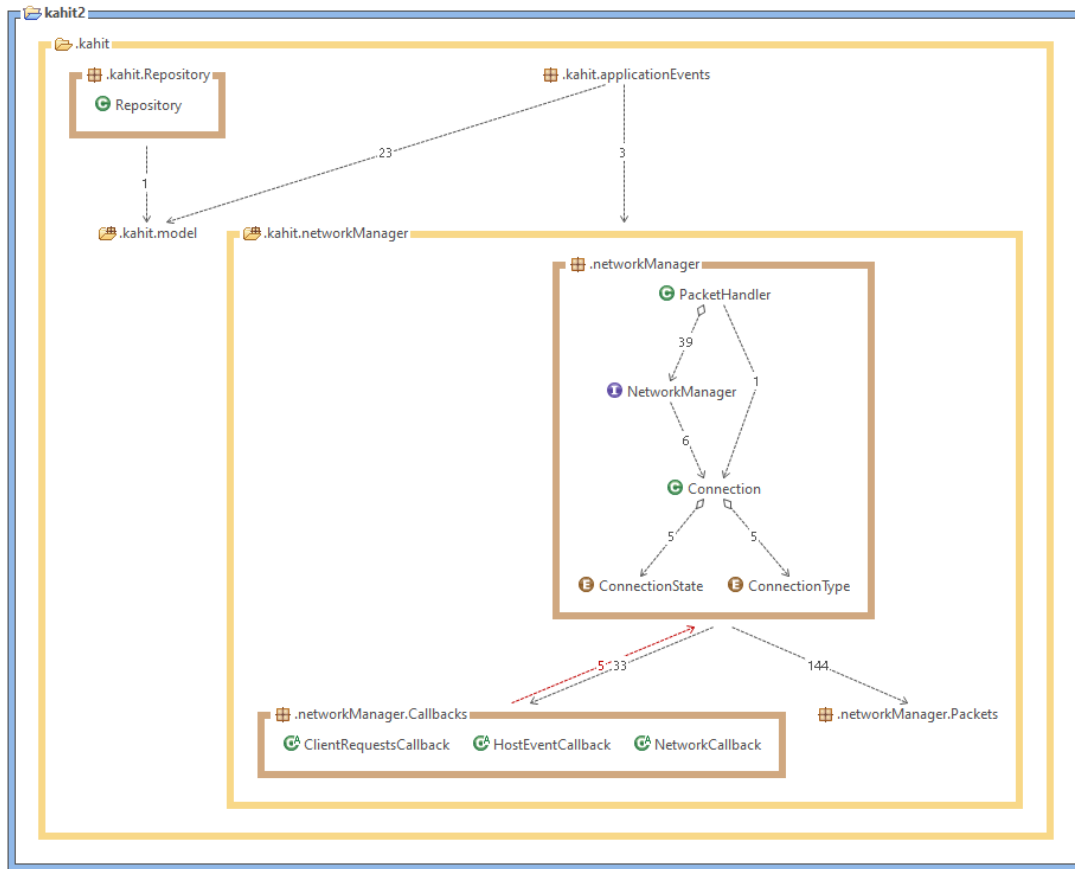 kahit2
.kahit
.kahit.Repository
.kahit.applicationEvents
Repository
23
3
1
.kahit.model
.kahit.networkManager
.networkManager
PacketHandler
39
1
NetworkManager
6
Connection
5
5
ConnectionState
ConnectionType
5
33
144
.networkManager.Callbacks
.networkManager.Packets
ClientRequestsCallback
HostEventCallback
NetworkCallback